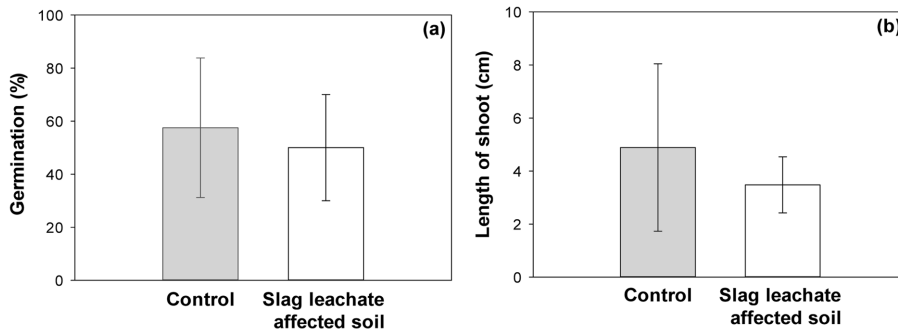 (a)
Germination (%)
100
80
60
40
20
0
Control
Slag leachate
affected soil
(b)
Length of shoot (cm)
10
8
6
4
2
0
Control
Slag leachate
affected soil